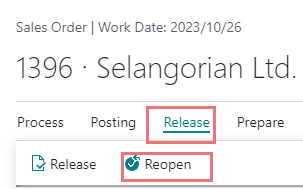 Sales Order | Work Date: 2023/10/26
1396 · Selangorian Ltd.
Process Posting Release Prepare
Release Reopen